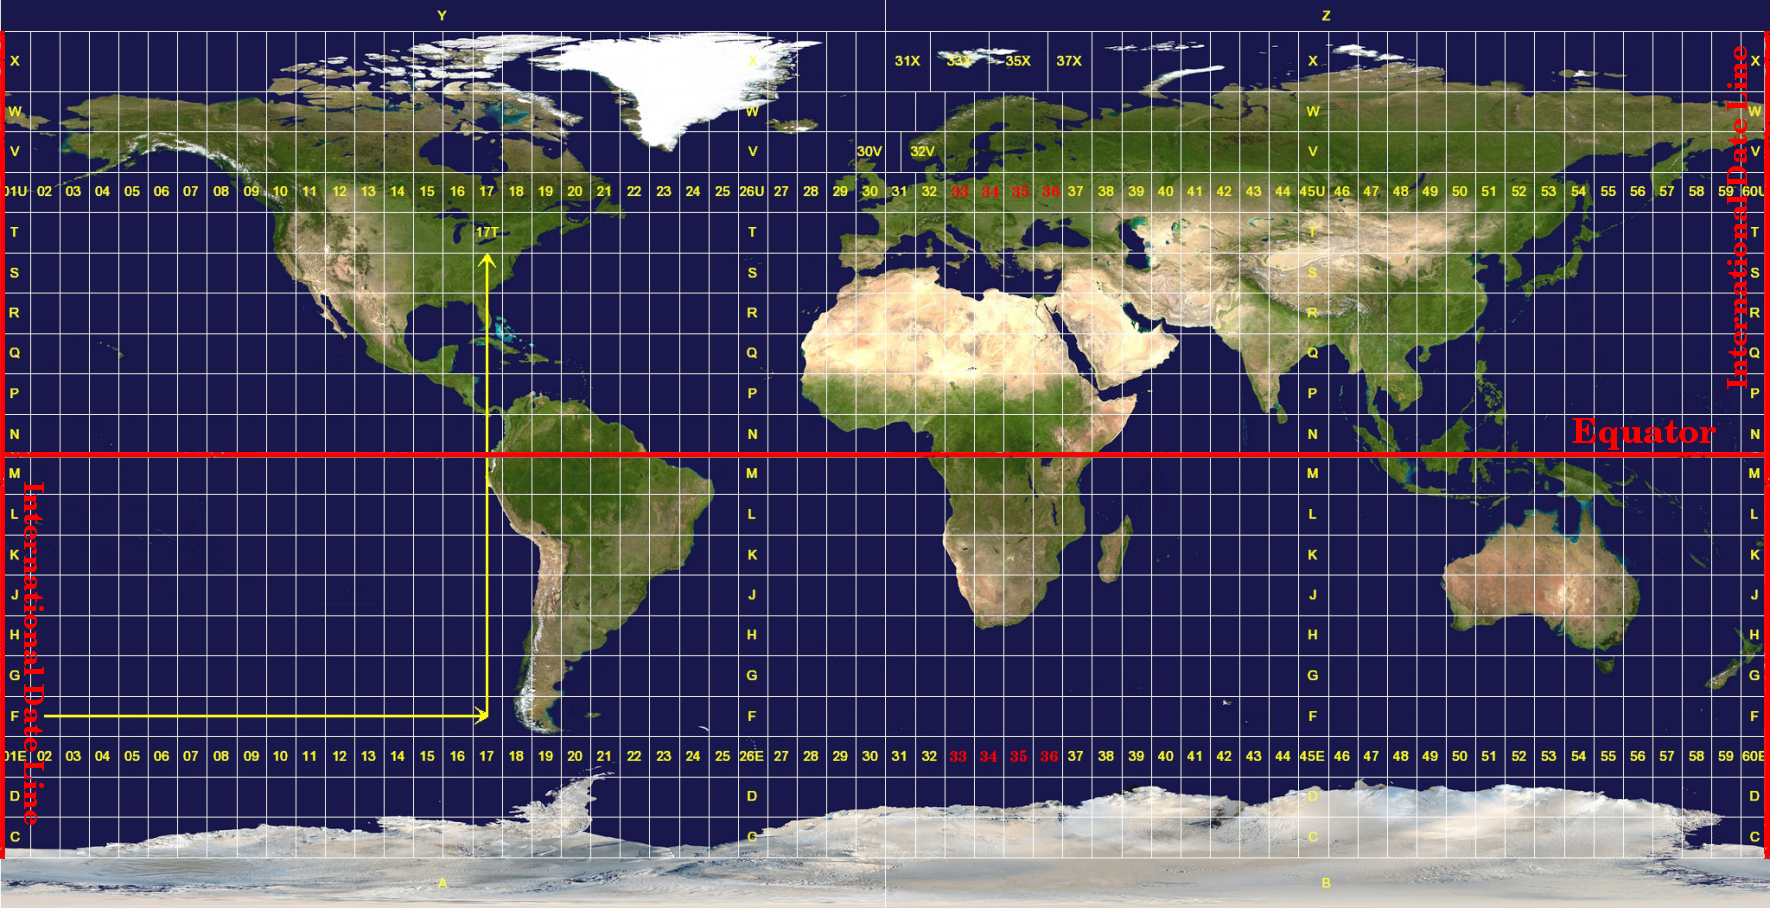 Y Z
X X 31X 33X 35X 37X X X
W W W W
V V 30V 32V V V
01U 02 03 04 05 06 07 08 09 10 11 12 13 14 15 16 17 18 19 20 21 22 23 24 25 26U 27 28 29 30 31 32 33 34 35 36 37 38 39 40 41 42 43 44 45U 46 47 48 49 50 51 52 53 54 55 56 57 58 59 60U
T 17T T T T
S S S S
R R R R
Q Q Q Q
P P P P
International Date Line
N N N N
Equator
M M M M
L L L L
K K K K
J J J J
H H H H
G G G G
F F F F
01E 02 03 04 05 06 07 08 09 10 11 12 13 14 15 16 17 18 19 20 21 22 23 24 25 26E 27 28 29 30 31 32 33 34 35 36 37 38 39 40 41 42 43 44 45E 46 47 48 49 50 51 52 53 54 55 56 57 58 59 60E
International Date Line
D D D D
C C C C
A B